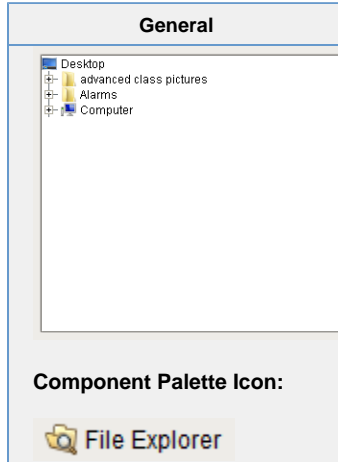 General
Desktop
advanced class pictures
Alarms
Computer
Component Palette Icon:
File Explorer